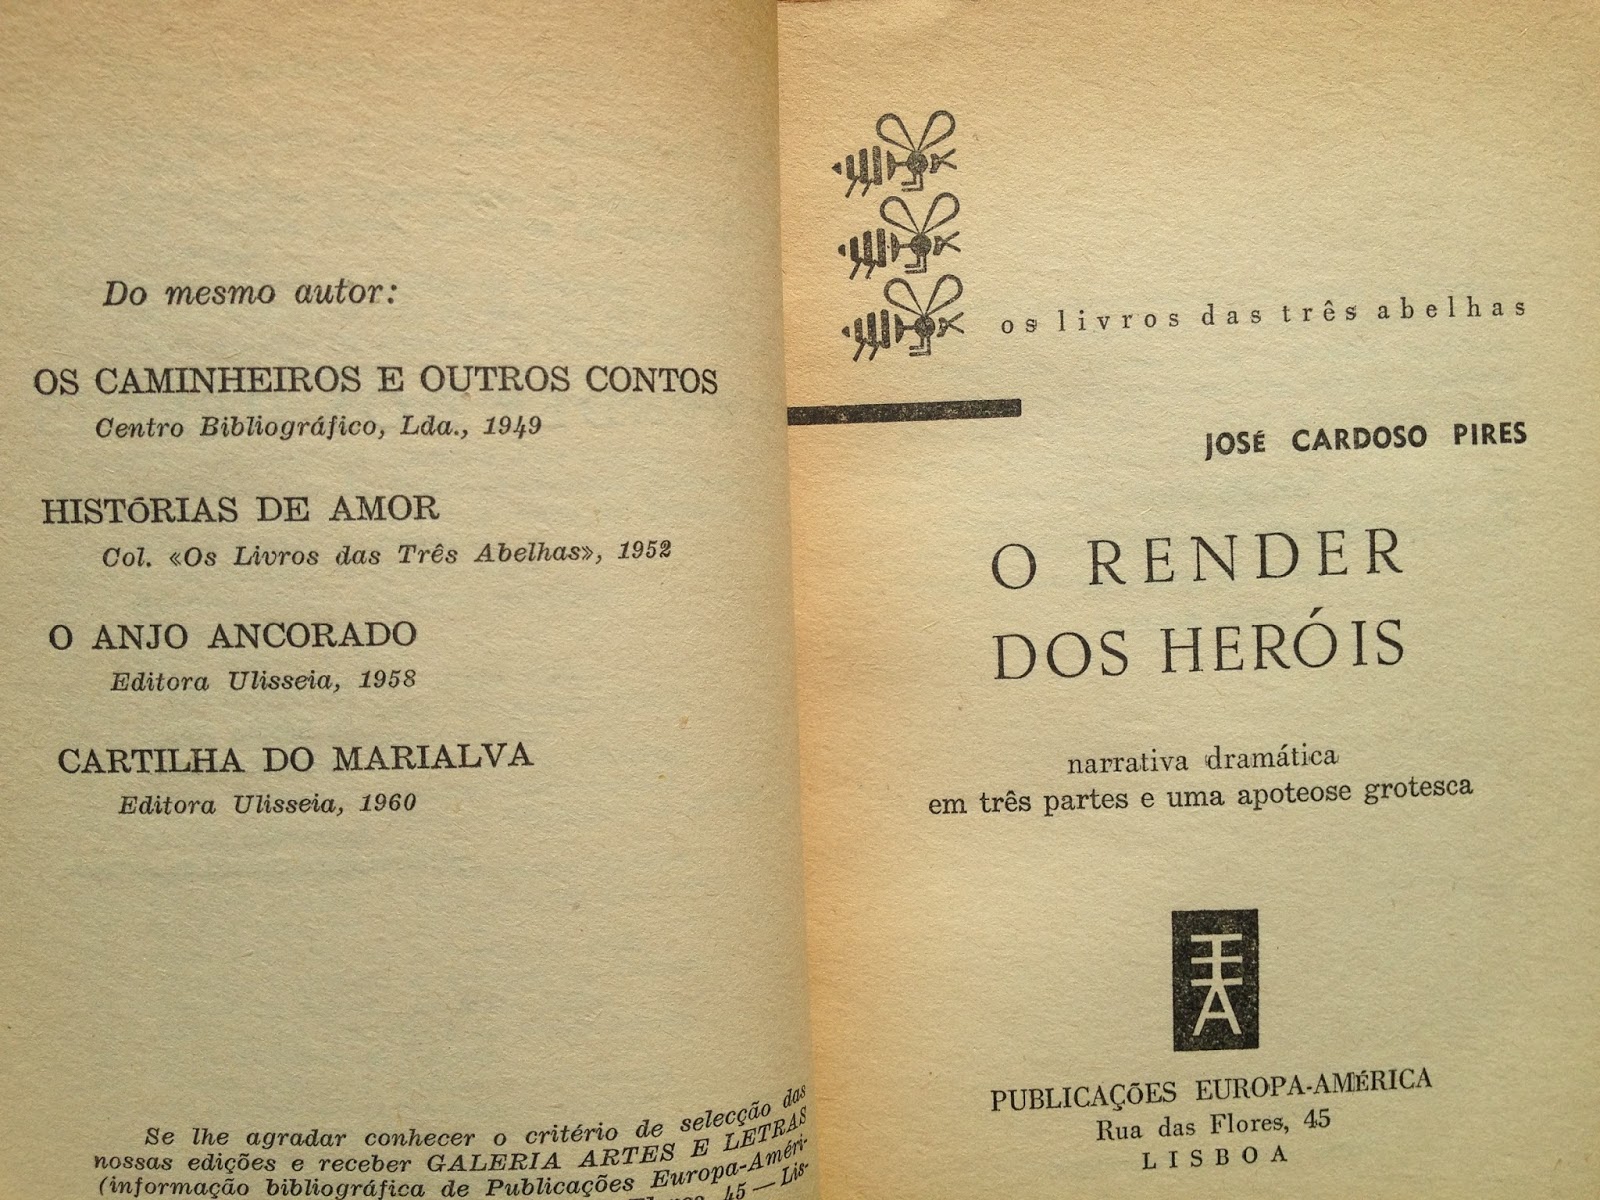 Do mesmo autor:
OS CAMINHEIROS E OUTROS CONTOS
Centro Bibliográfico, Lda., 1949
HISTÓRIAS DE AMOR
Col. «Os Livros das Três Abelhas», 1952
O ANJO ANCORADO
Editora Ulisseia, 1958
CARTILHA DO MARIALVA
Editora Ulisseia, 1960
Se lhe agradar conhecer o critério de selecção das
nossas edições e receber GALERIA ARTES E LETRAS
(informação bibliográfica de Publicações Europa-Améri-
45 — Lis-
os livros das três abelhas
JOSÉ CARDOSO PIRES
O RENDER
DOS HERÓIS
narrativa dramática
em três partes e uma apoteose grotesca
PUBLICAÇÕES EUROPA-AMÉRICA
Rua das Flores, 45
LISBOA